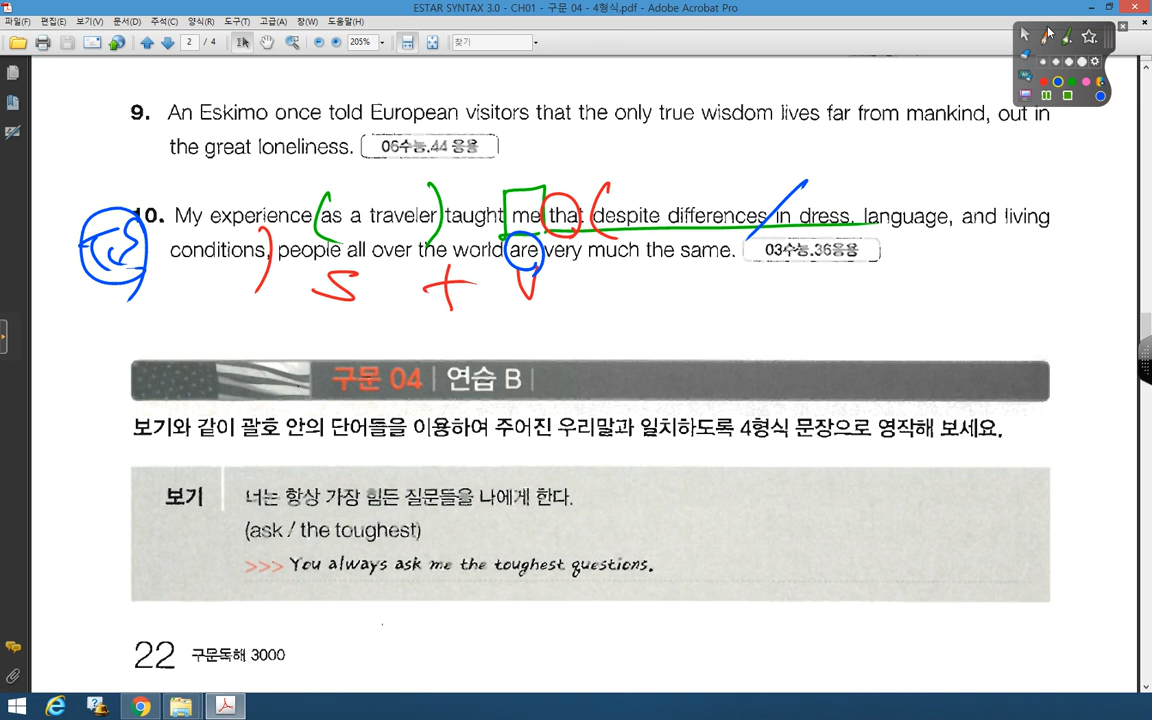 ESTAR SYNTAX 3.0 - CH01 - 구문 04 - 4형식.pdf - Adobe Acrobat Pro
파일(F) 편집(E) 보기(V) 문서(D) 주석(C) 양식(R) 도구(T) 고급(A) 창(W) 도움말(H)
2 / 4 205% 찾기
9. An Eskimo once told European visitors that the only true wisdom lives far from mankind, out in
the great loneliness. 06수능.44 응용
10. My experience as a traveler taught me that despite differences in dress, language, and living
conditions, people all over the world are very much the same. 03수능.36응용
S + V
구문 04 연습 B
보기와 같이 괄호 안의 단어들을 이용하여 주어진 우리말과 일치하도록 4형식 문장으로 영작해 보세요.
보기 너는 항상 가장 힘든 질문들을 나에게 한다.
(ask / the toughest)
>>> You always ask me the toughest questions.
22 구문독해 3000